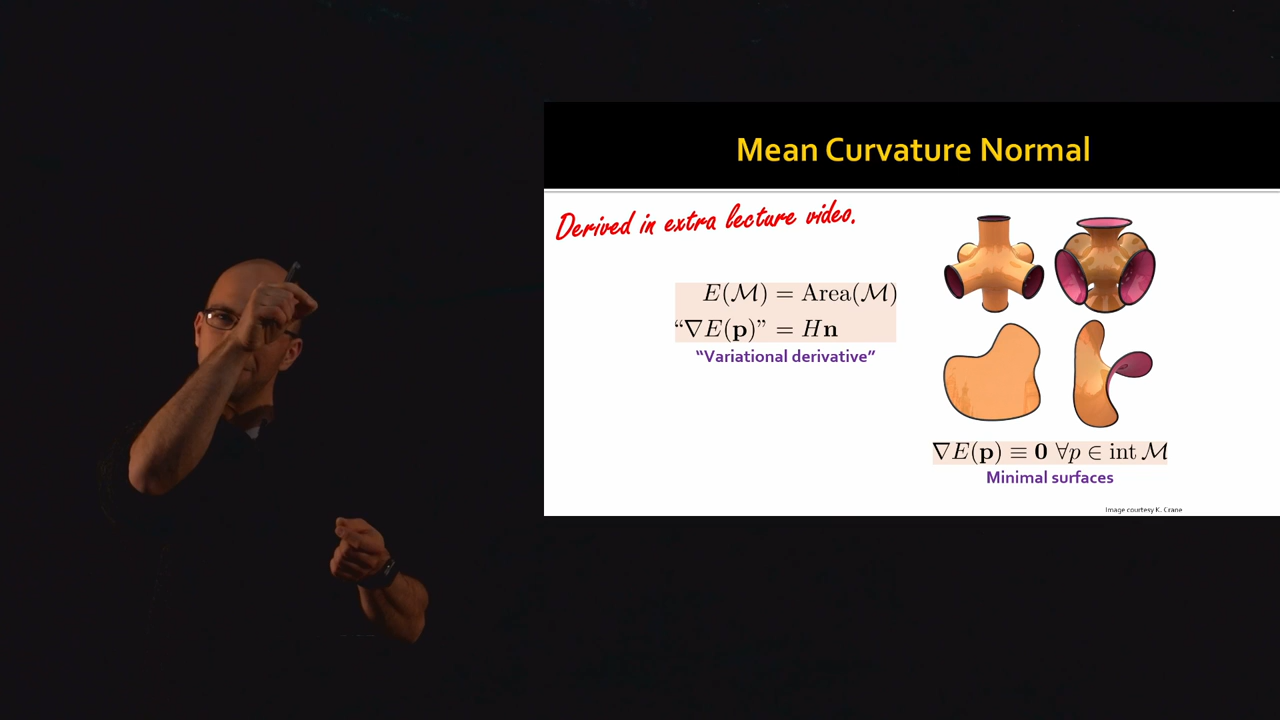 Mean Curvature Normal
Derived in extra lecture video.
E(ℳ) = Area(ℳ)
“∇E(𝐩)” = H𝐧
“Variational derivative”
∇E(𝐩) ≡ 𝟎 ∀p ∈ int ℳ
Minimal surfaces
Image courtesy K. Crane